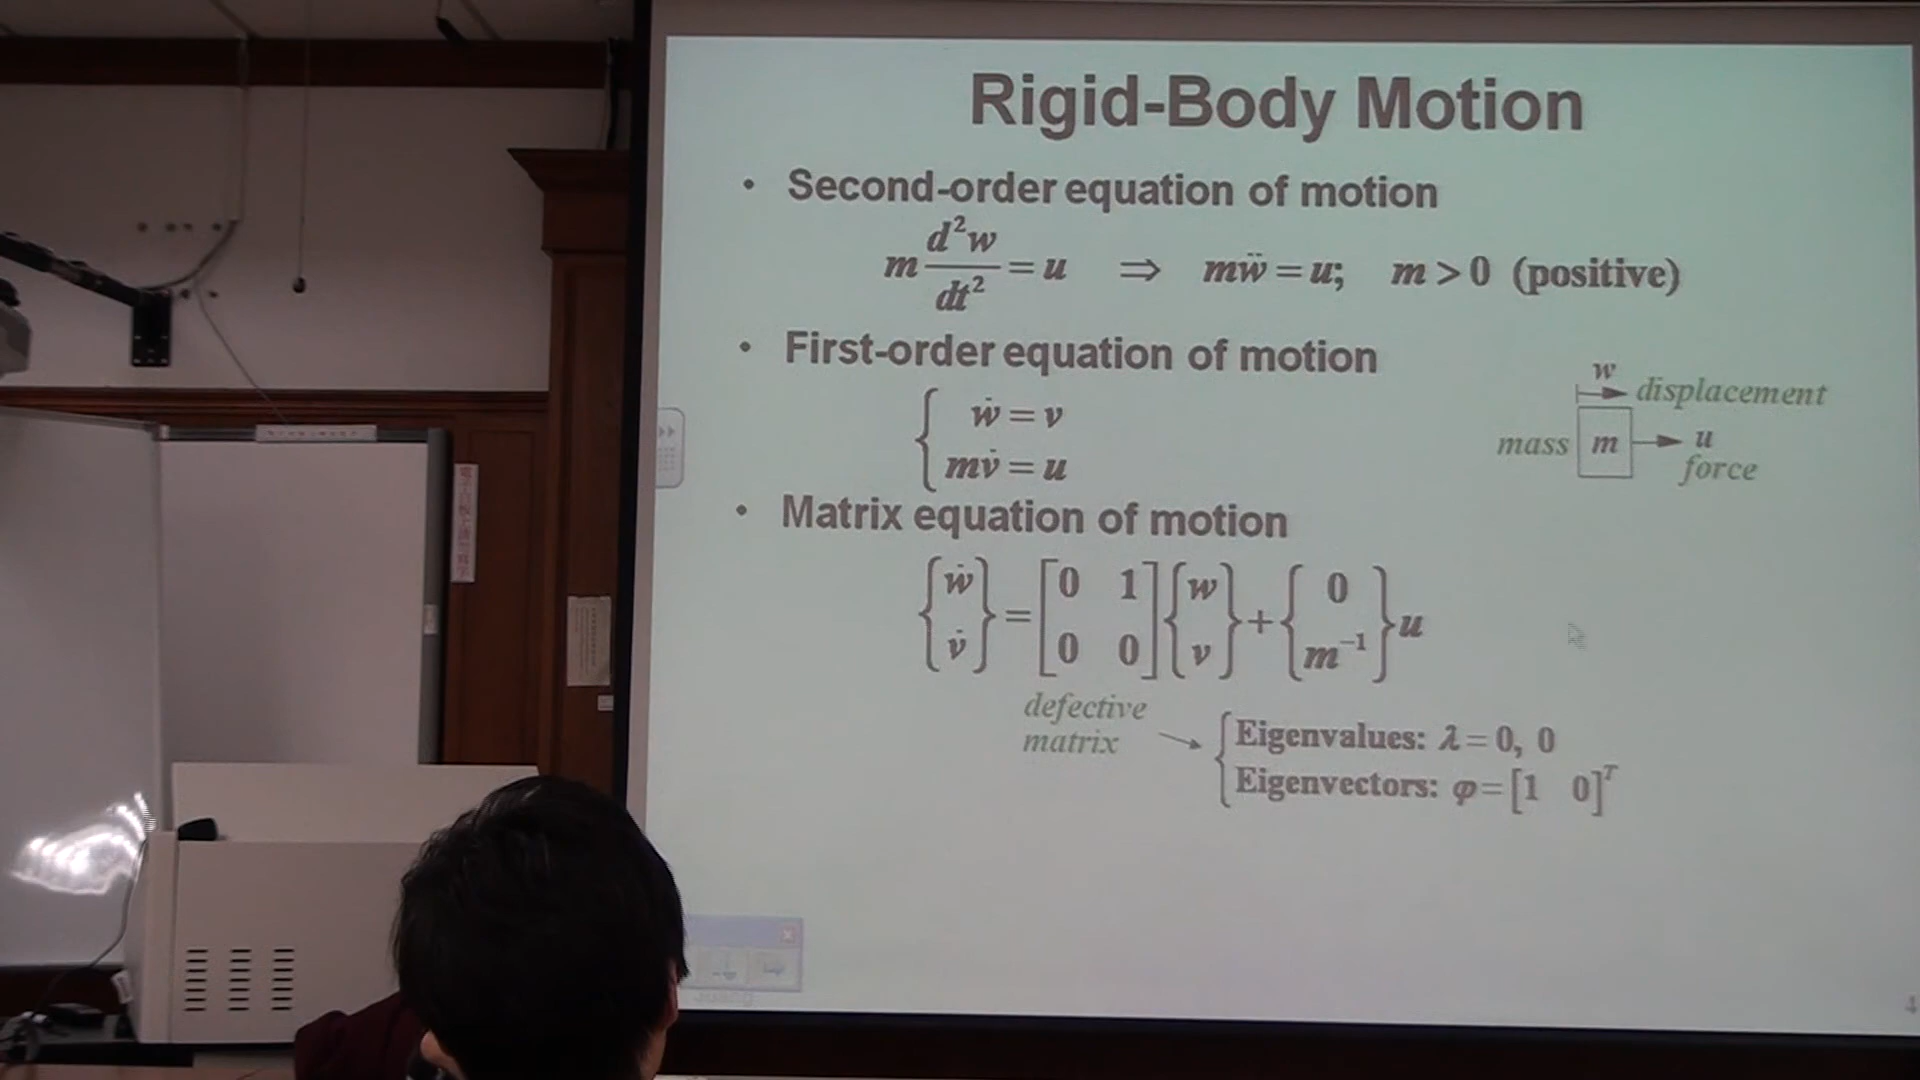 Rigid-Body Motion
• Second-order equation of motion
m d²w/dt² = u ⇒ mẅ = u; m > 0 (positive)
• First-order equation of motion
{ ẇ = v
mv̇ = u
w
displacement
mass m u
force
• Matrix equation of motion
{ẇ v̇} = [0 1 0 0] {w v} + {0 m⁻¹} u
defective
matrix
Eigenvalues: λ = 0, 0
Eigenvectors: φ = [1 0]ᵀ
4